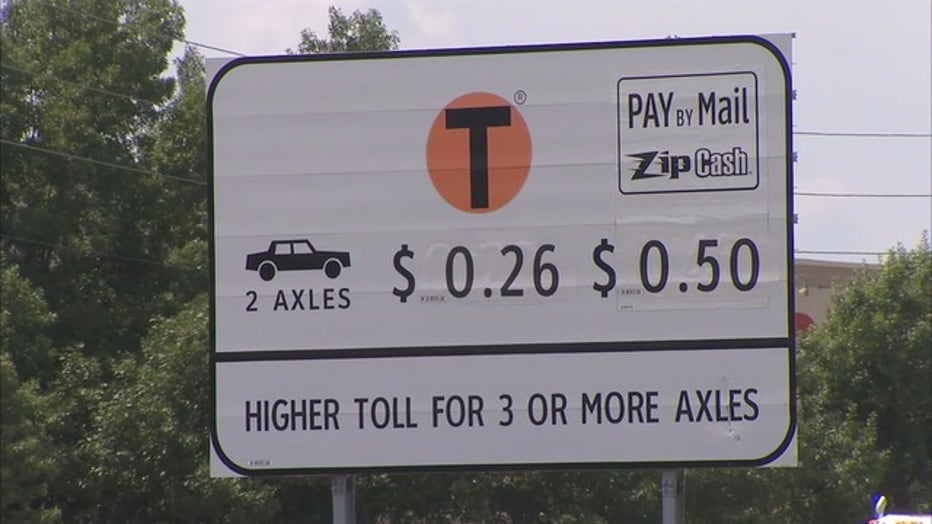 T®
PAY BY Mail
Zip Cash
2 AXLES
$ 0.26
$ 0.50
HIGHER TOLL FOR 3 OR MORE AXLES